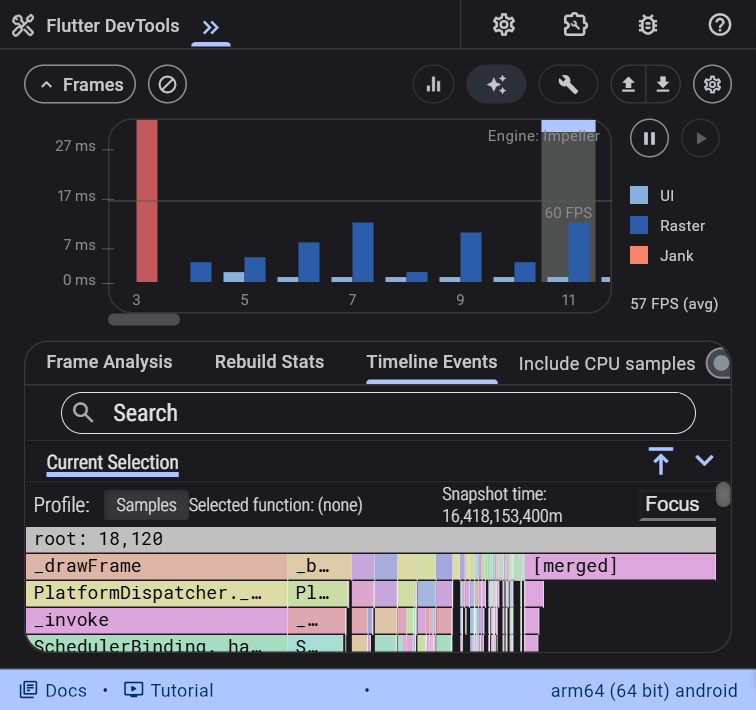 Flutter DevTools
Frames
Engine: Impeller
27 ms
17 ms
7 ms
0 ms
60 FPS
3 5 7 9 11
UI
Raster
Jank
57 FPS (avg)
Frame Analysis Rebuild Stats Timeline Events Include CPU samples
Search
Current Selection
Profile: Samples Selected function: (none) Snapshot time: 16,418,153,400m Focus
root: 18,120
_drawFrame _b… [merged]
PlatformDispatcher._… Pl…
_invoke _…
SchedulerBinding._ha… S…
Docs • Tutorial • arm64 (64 bit) android